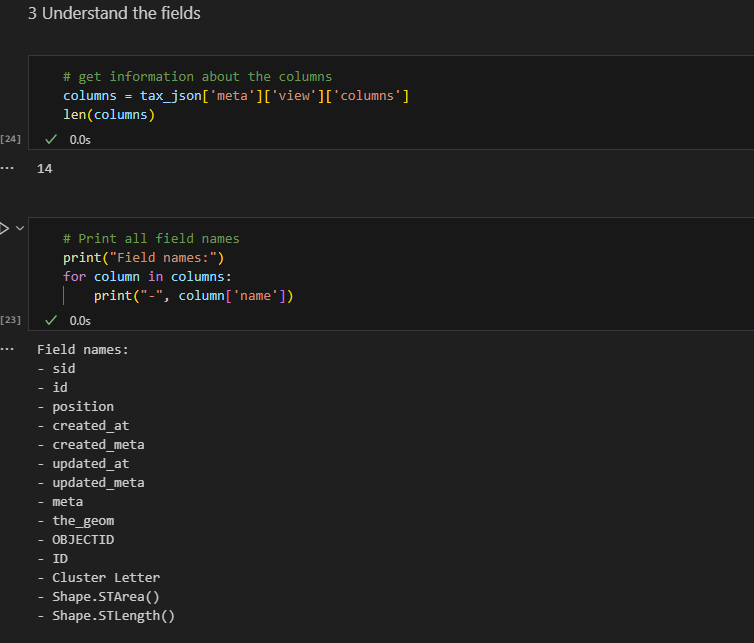 3 Understand the fields
# get information about the columns
columns = tax_json['meta']['view']['columns']
len(columns)
[24]
0.0s
14
# Print all field names
print("Field names:")
for column in columns:
    print("-", column['name'])
[23]
0.0s
Field names:
- sid
- id
- position
- created_at
- created_meta
- updated_at
- updated_meta
- meta
- the_geom
- OBJECTID
- ID
- Cluster Letter
- Shape.STArea()
- Shape.STLength()